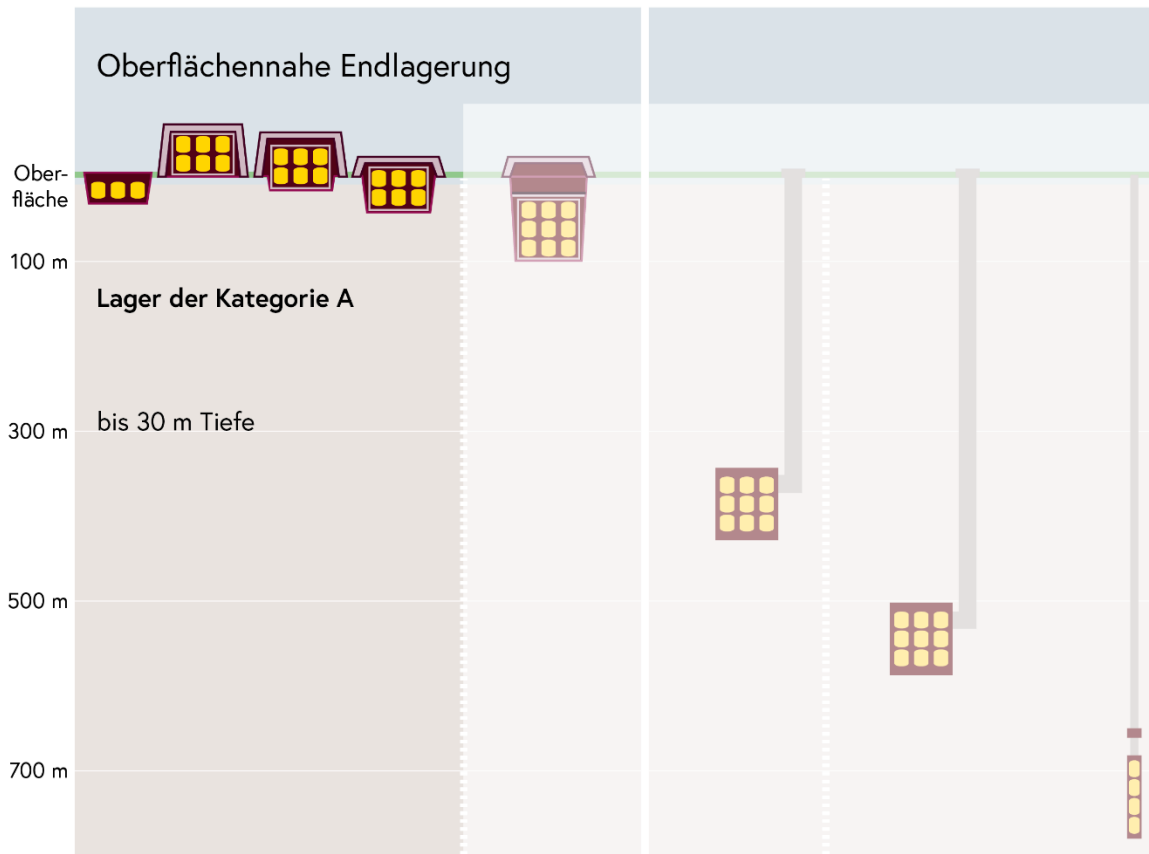 Oberflächennahe Endlagerung
Ober-
fläche
100 m
Lager der Kategorie A
bis 30 m Tiefe
300 m
500 m
700 m